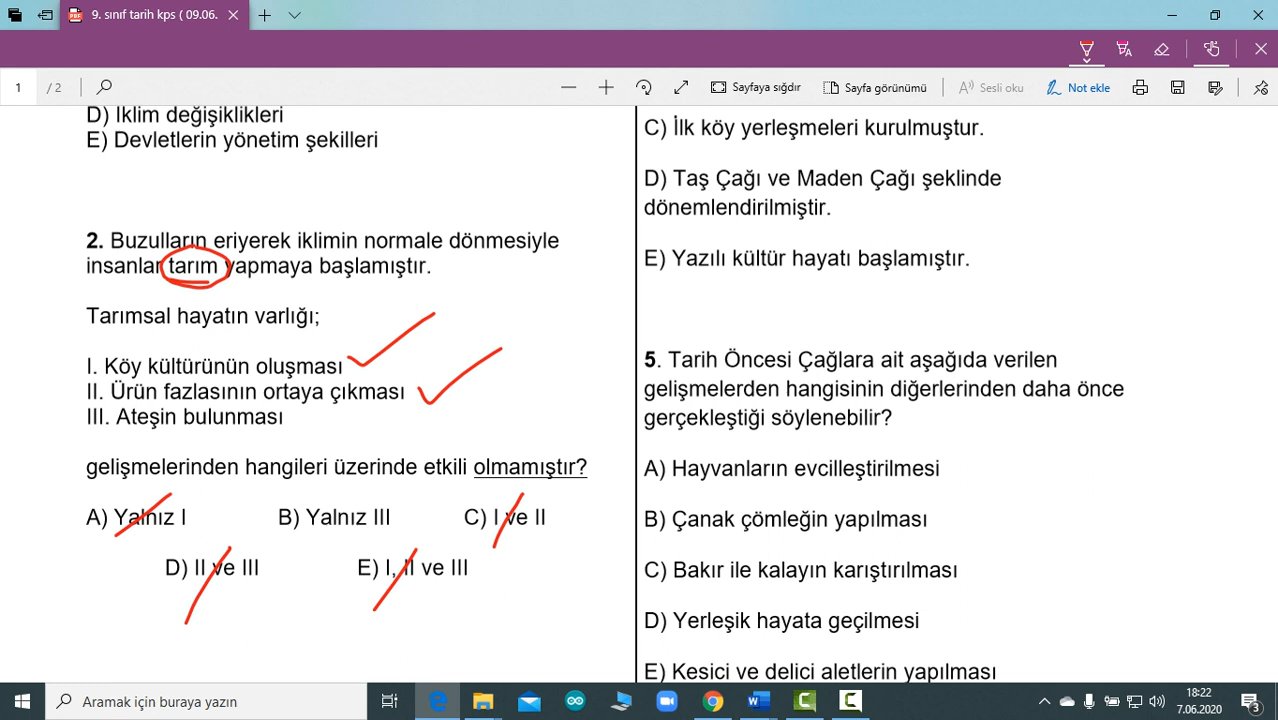 9. sınıf tarih kps ( 09.06.
1 / 2
Sayfaya sığdır
Sayfa görünümü
Sesli oku
Not ekle
D) İklim değişiklikleri
E) Devletlerin yönetim şekilleri
2. Buzulların eriyerek iklimin normale dönmesiyle
insanlar tarım yapmaya başlamıştır.
Tarımsal hayatın varlığı;
I. Köy kültürünün oluşması
II. Ürün fazlasının ortaya çıkması
III. Ateşin bulunması
gelişmelerinden hangileri üzerinde etkili olmamıştır?
A) Yalnız I B) Yalnız III C) I ve II
D) II ve III E) I, II ve III
C) İlk köy yerleşmeleri kurulmuştur.
D) Taş Çağı ve Maden Çağı şeklinde
dönemlendirilmiştir.
E) Yazılı kültür hayatı başlamıştır.
5. Tarih Öncesi Çağlara ait aşağıda verilen
gelişmelerden hangisinin diğerlerinden daha önce
gerçekleştiği söylenebilir?
A) Hayvanların evcilleştirilmesi
B) Çanak çömleğin yapılması
C) Bakır ile kalayın karıştırılması
D) Yerleşik hayata geçilmesi
E) Kesici ve delici aletlerin yapılması
Aramak için buraya yazın
18:22
7.06.2020
3